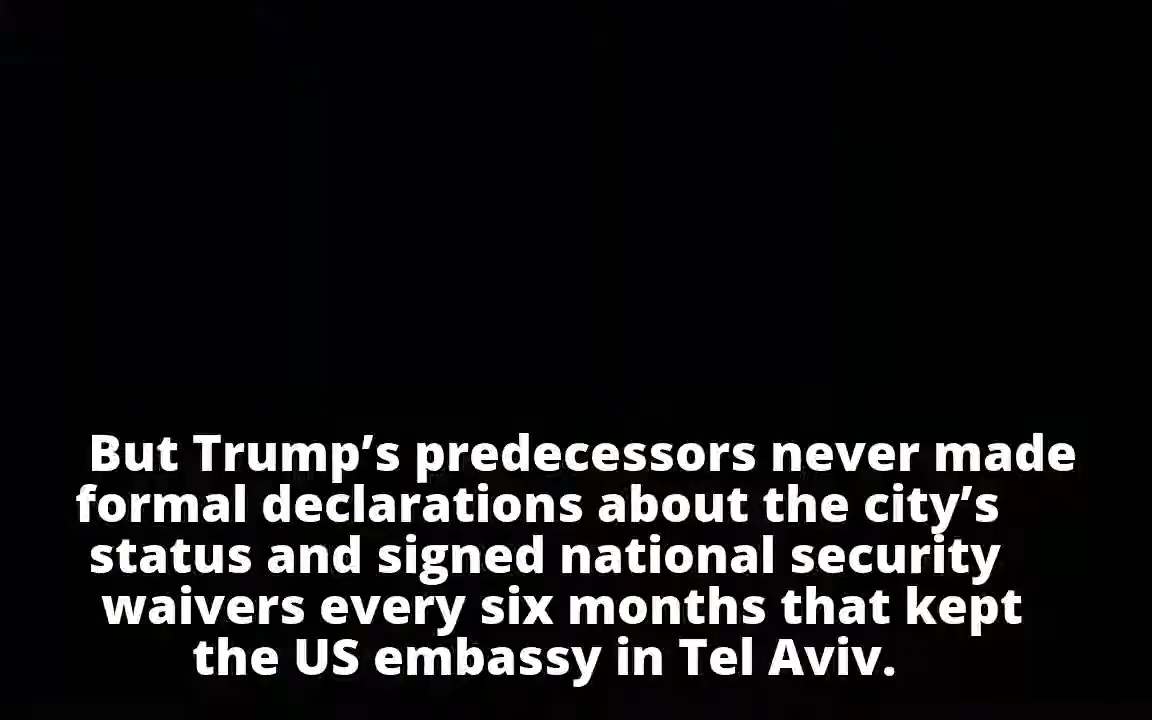 But Trump’s predecessors never made
formal declarations about the city’s
status and signed national security
waivers every six months that kept
the US embassy in Tel Aviv.